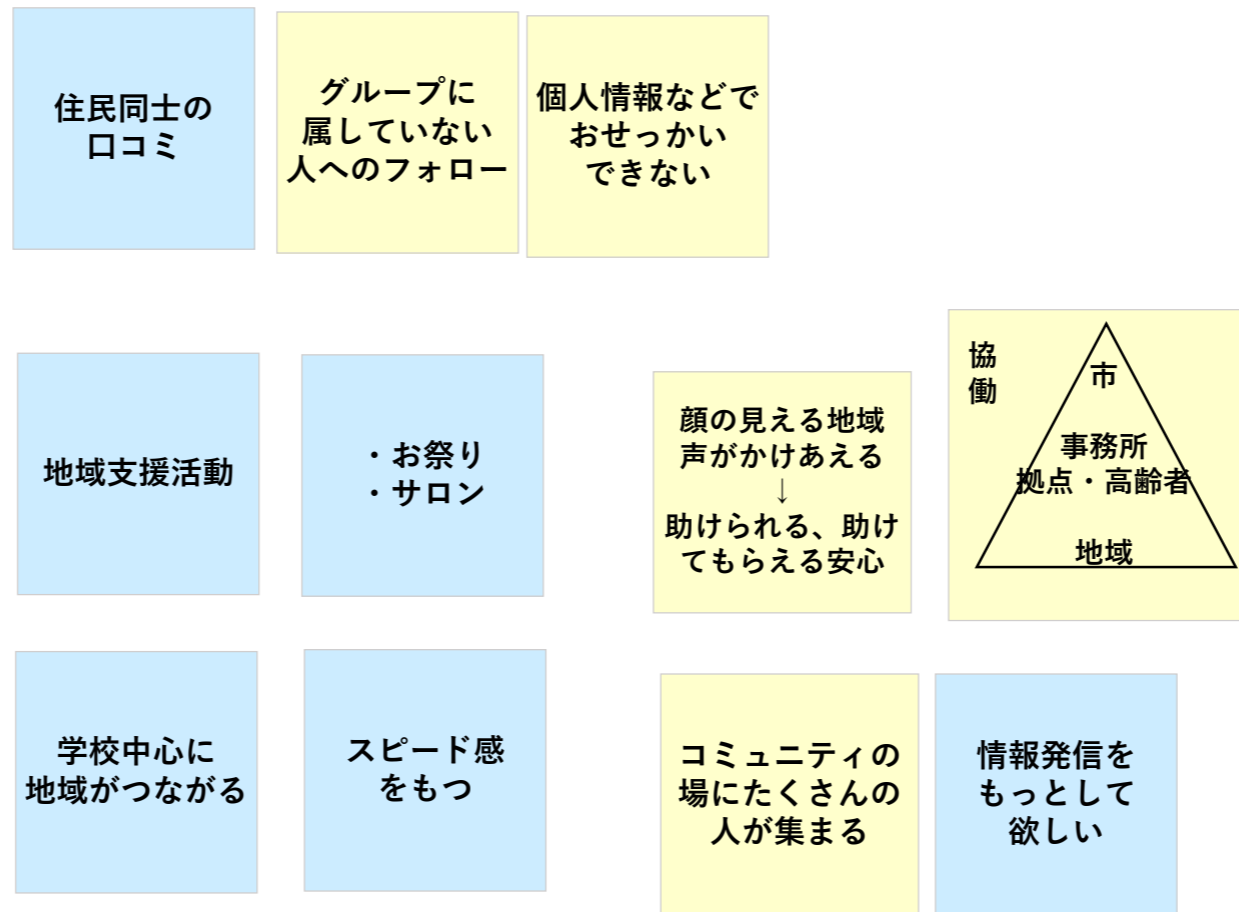 住民同士の
口コミ
グループに
属していない
人へのフォロー
個人情報などで
おせっかい
できない
地域支援活動
・お祭り
・サロン
顔の見える地域
声がかけあえる
↓
助けられる、助け
てもらえる安心
協
働
市
事務所
拠点・高齢者
地域
学校中心に
地域がつながる
スピード感
をもつ
コミュニティの
場にたくさんの
人が集まる
情報発信を
もっとして
欲しい